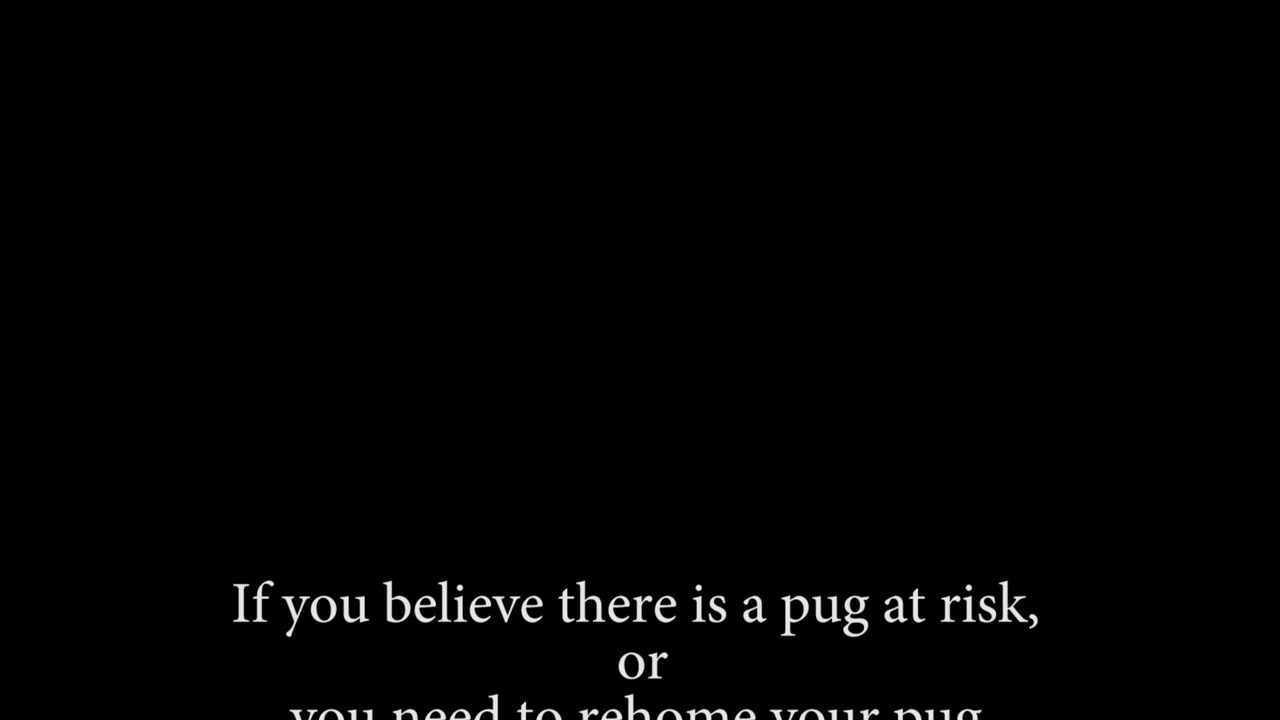 If you believe there is a pug at risk,
or
you need to rehome your pug